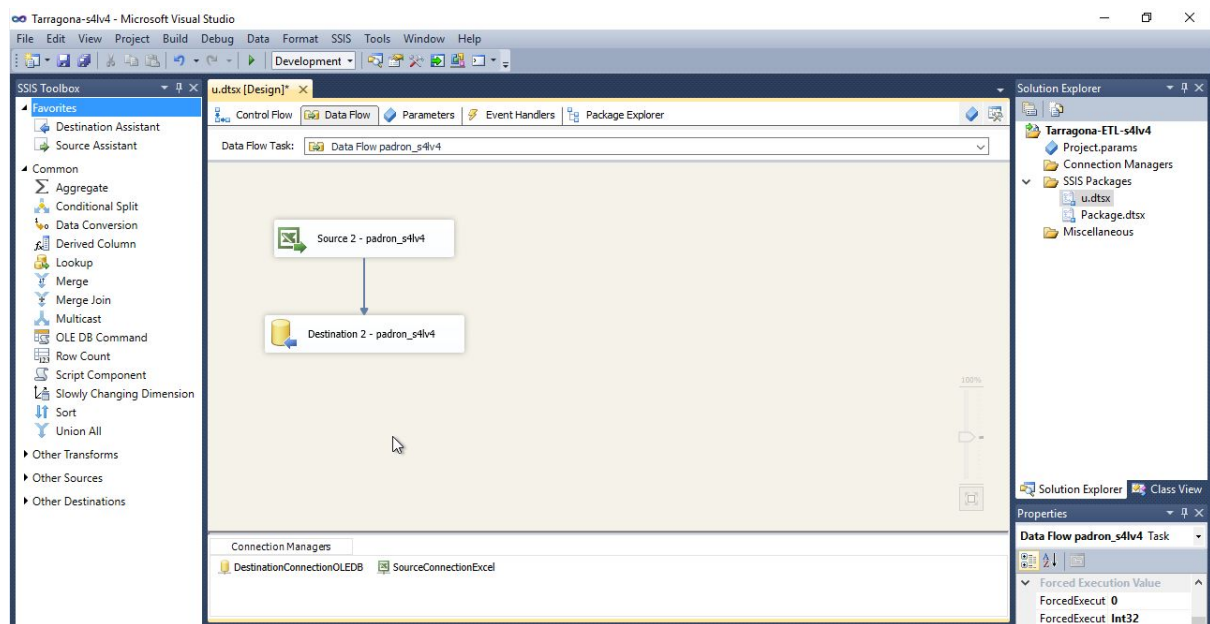 Tarragona-s4lv4 - Microsoft Visual Studio
File Edit View Project Build Debug Data Format SSIS Tools Window Help
Development
SSIS Toolbox
Favorites
Destination Assistant
Source Assistant
Common
Aggregate
Conditional Split
Data Conversion
Derived Column
Lookup
Merge
Merge Join
Multicast
OLE DB Command
Row Count
Script Component
Slowly Changing Dimension
Sort
Union All
Other Transforms
Other Sources
Other Destinations
u.dtsx [Design]*
Control Flow Data Flow Parameters Event Handlers Package Explorer
Data Flow Task: Data Flow padron_s4lv4
Source 2 - padron_s4lv4
Destination 2 - padron_s4lv4
100%
Connection Managers
DestinationConnectionOLEDB SourceConnectionExcel
Solution Explorer
Tarragona-ETL-s4lv4
Project.params
Connection Managers
SSIS Packages
u.dtsx
Package.dtsx
Miscellaneous
Solution Explorer Class View
Properties
Data Flow padron_s4lv4 Task
Forced Execution Value
ForcedExecut 0
ForcedExecut Int32